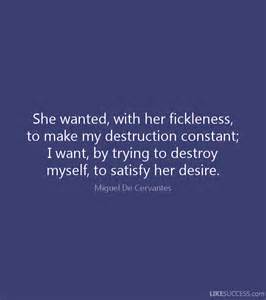 She wanted, with her fickleness,
to make my destruction constant;
I want, by trying to destroy
myself, to satisfy her desire.
Miguel De Cervantes
LIKESUCCESS.com